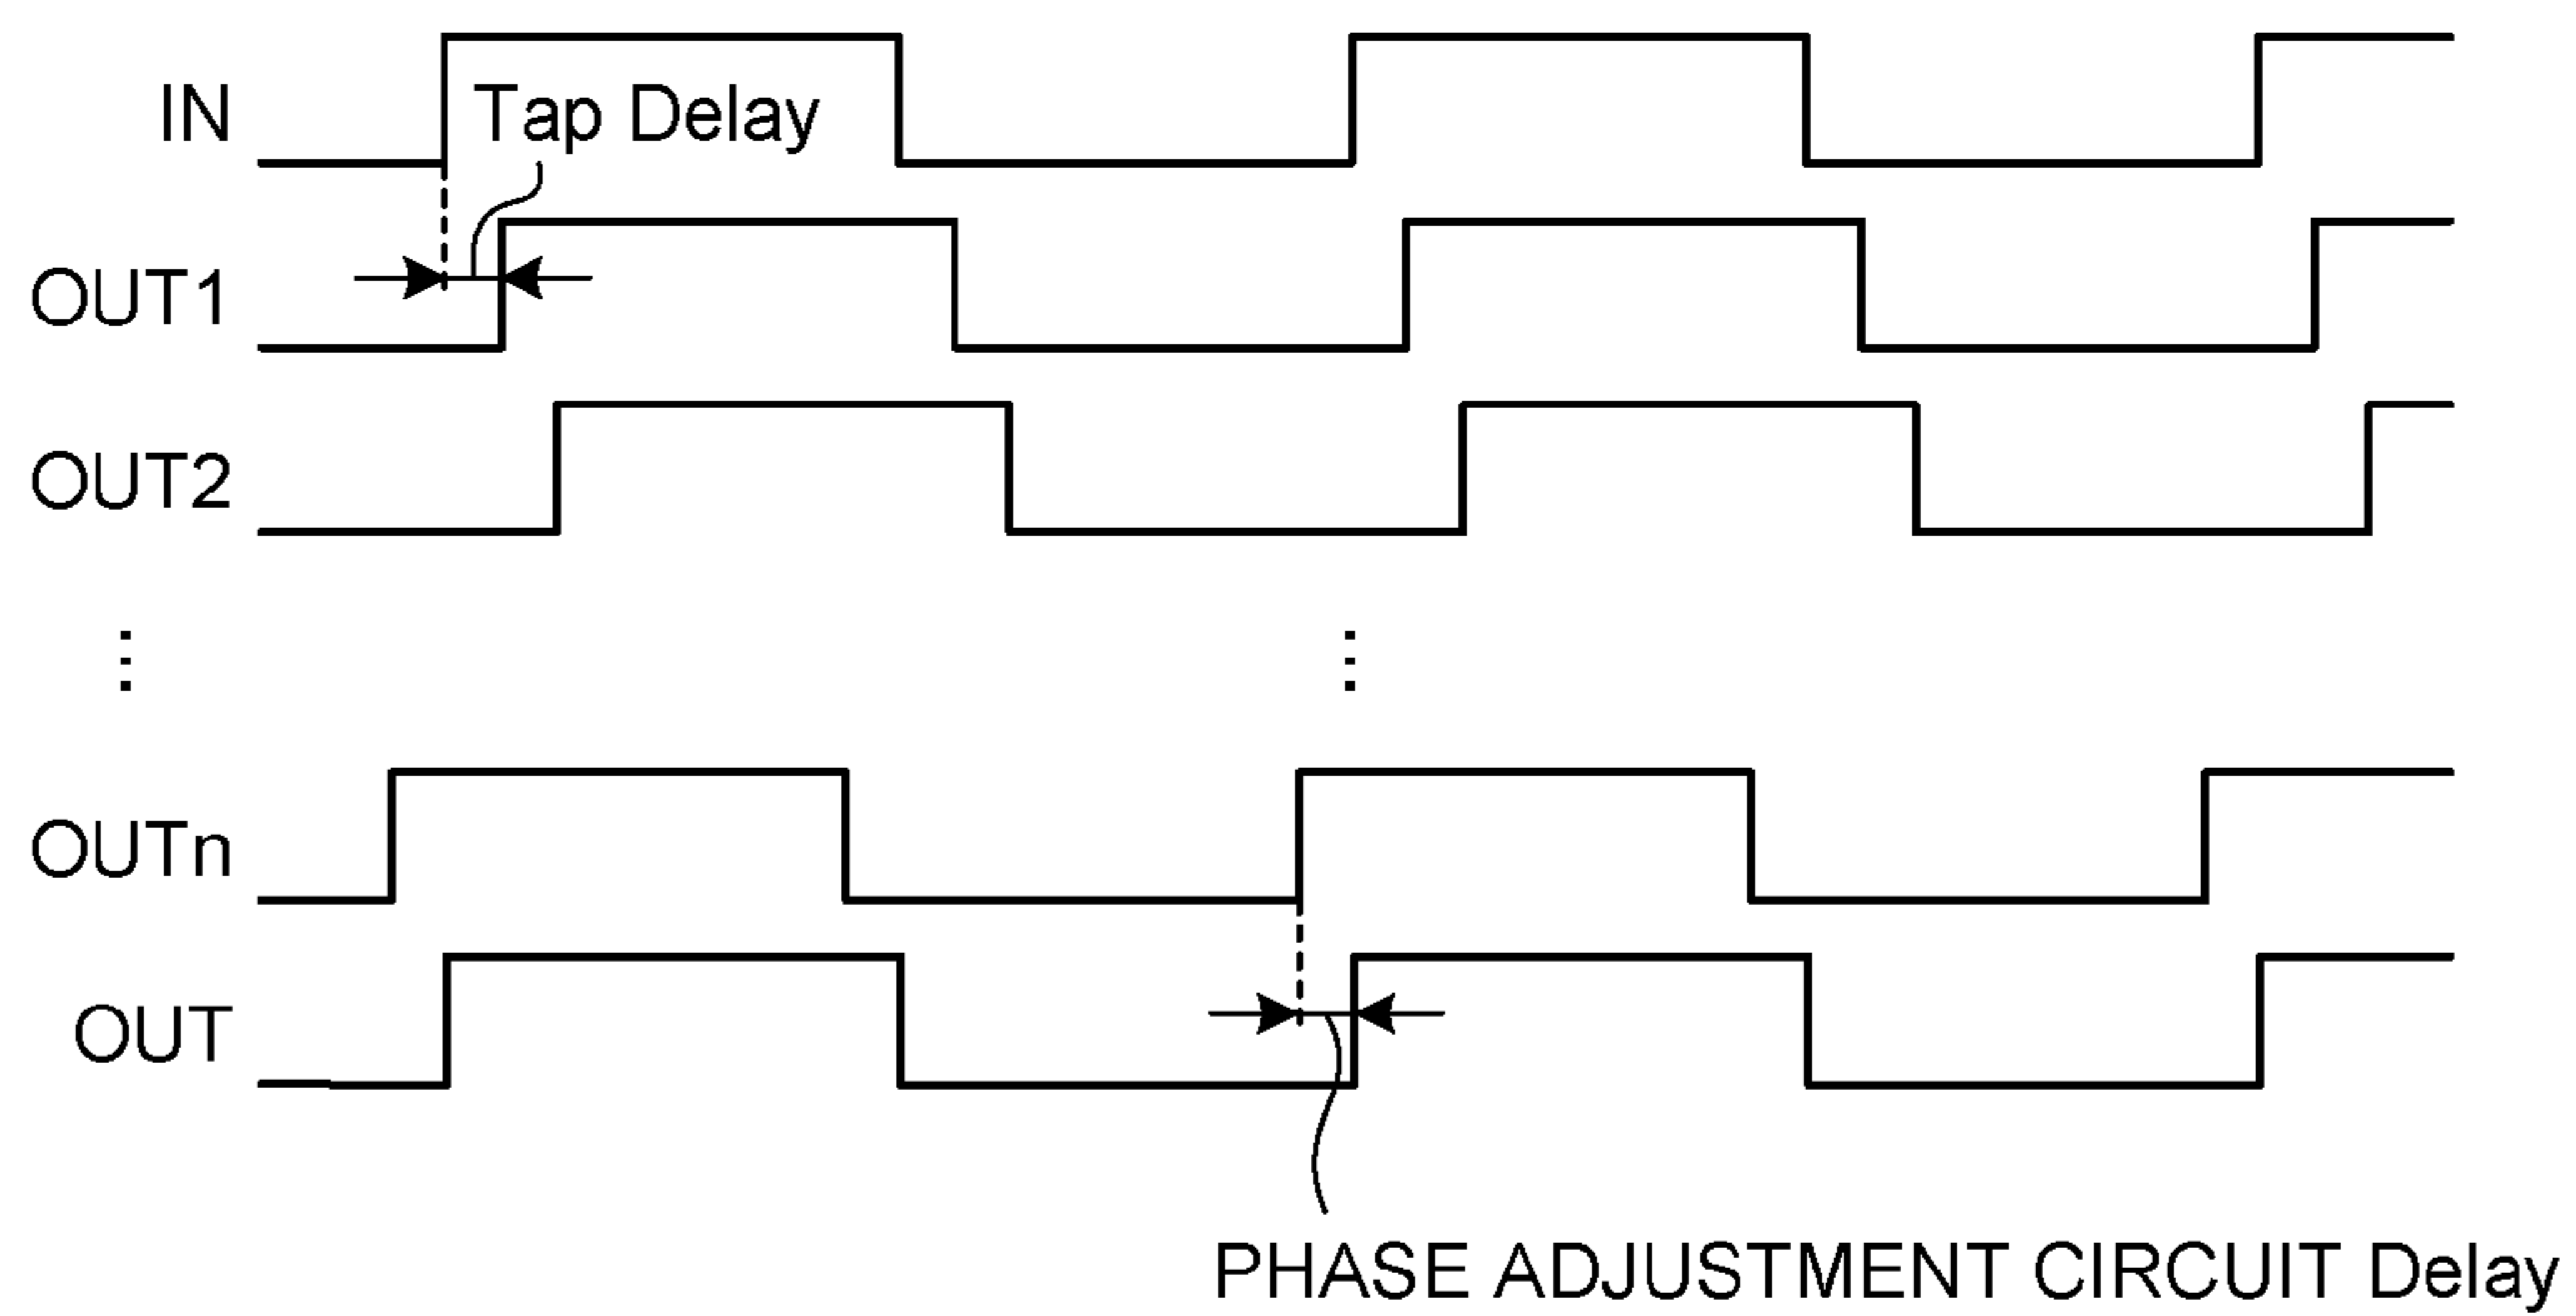 IN
Tap Delay
OUT1
OUT2
OUTn
OUT
PHASE ADJUSTMENT CIRCUIT Delay